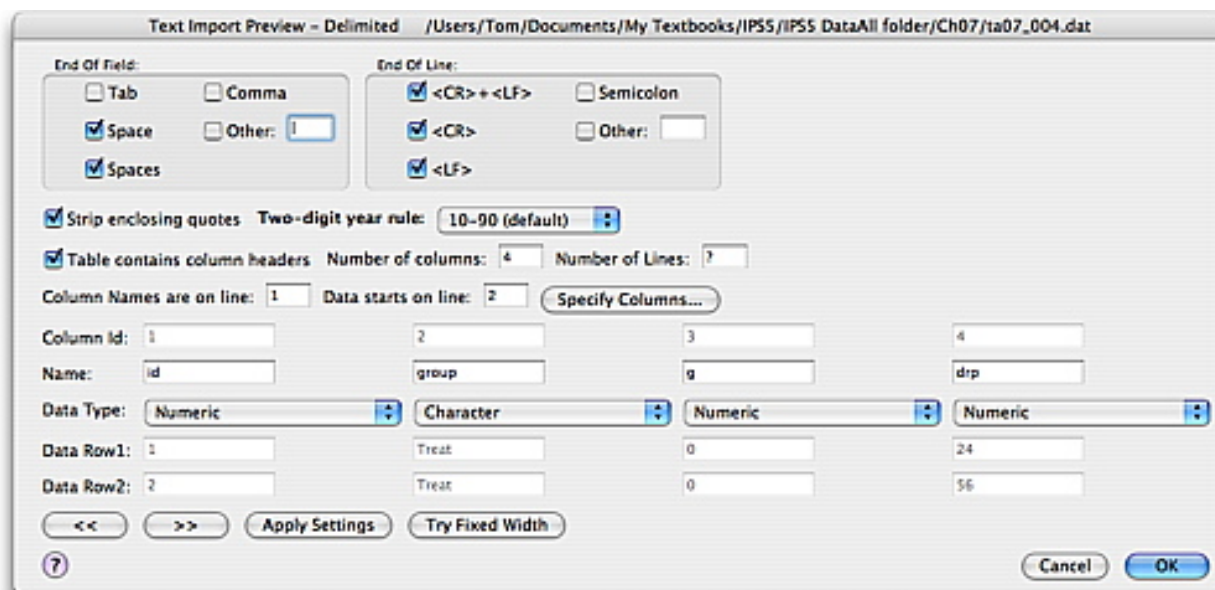 Text Import Preview – Delimited /Users/Tom/Documents/My Textbooks/IPS5/IPS5 DataAll folder/Ch07/ta07_004.dat
End Of Field: End Of Line:
Tab Comma <CR>+<LF> Semicolon
Space Other: <CR> Other:
Spaces <LF>
Strip enclosing quotes Two-digit year rule: 10-90 (default)
Table contains column headers Number of columns: 4 Number of Lines: ?
Column Names are on line: 1 Data starts on line: 2 Specify Columns...
Column Id: 1 2 3 4
Name: id group g drp
Data Type: Numeric Character Numeric Numeric
Data Row1: 1 Treat 0 24
Data Row2: 2 Treat 0 56
<< >> Apply Settings Try Fixed Width
? Cancel OK